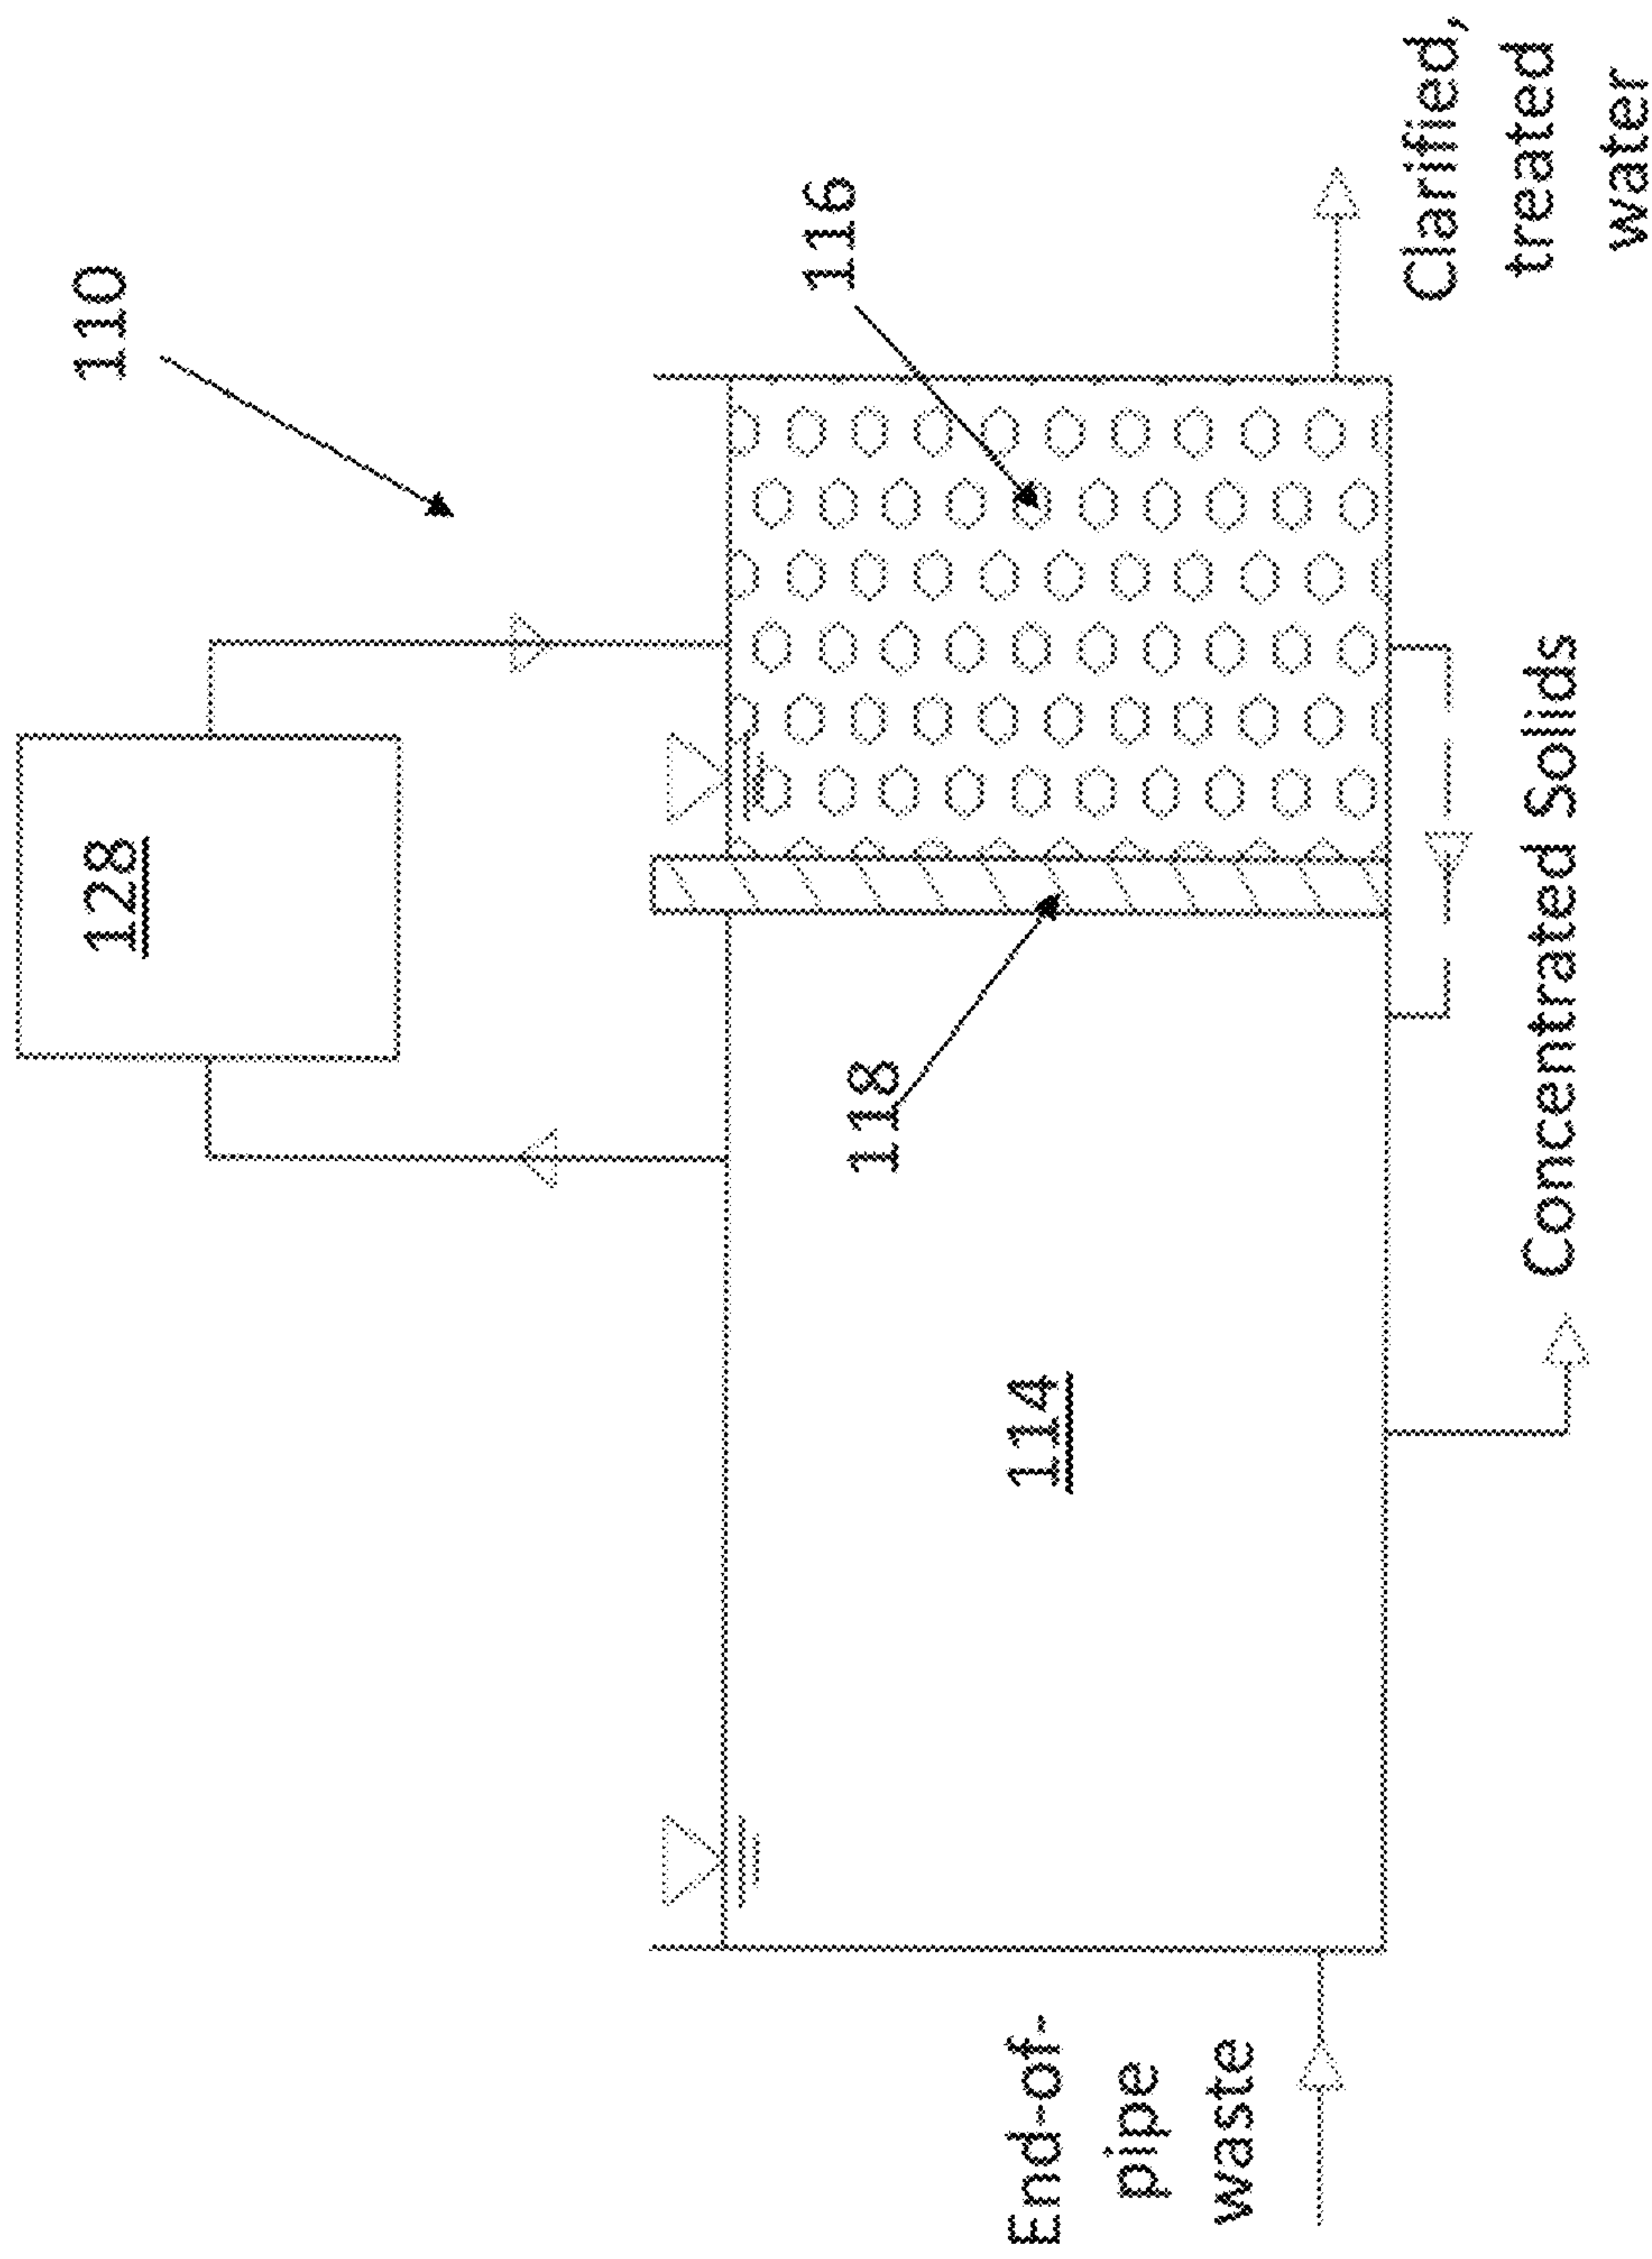 110
128
116
118
114
End-of-
pipe
waste
Clarified,
treated
water
Concentrated Solids